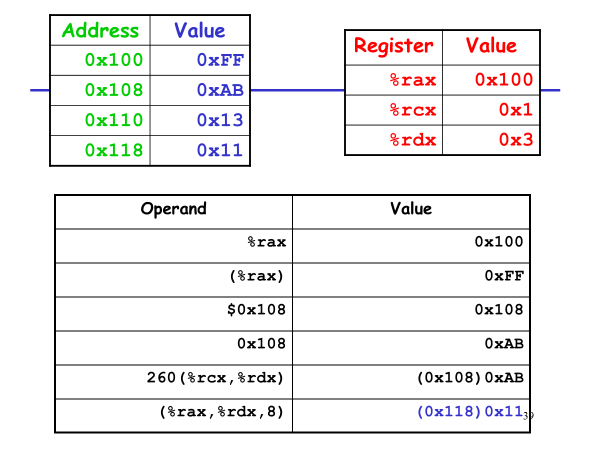 Address Value
0x100 0xFF
0x108 0xAB
0x110 0x13
0x118 0x11
Register Value
%rax 0x100
%rcx 0x1
%rdx 0x3
Operand Value
%rax 0x100
(%rax) 0xFF
$0x108 0x108
0x108 0xAB
260(%rcx,%rdx) (0x108)0xAB
(%rax,%rdx,8) (0x118)0x11
39